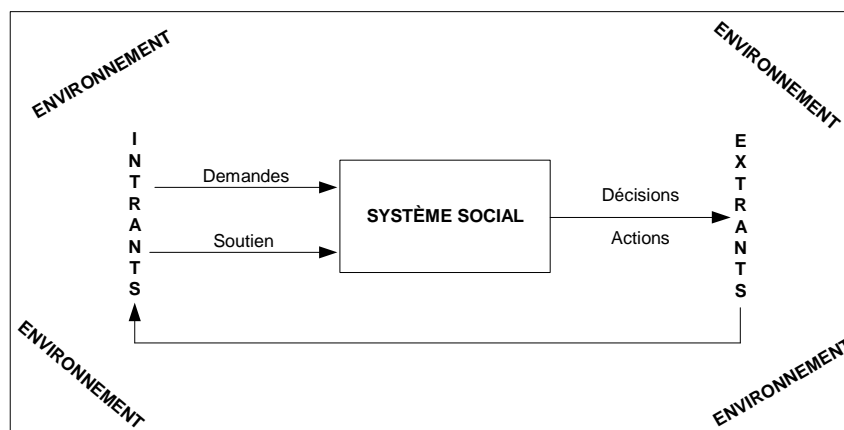 ENVIRONNEMENT
ENVIRONNEMENT
INTRANTS
Demandes
Soutien
SYSTÈME SOCIAL
Décisions
Actions
EXTRANTS
ENVIRONNEMENT
ENVIRONNEMENT